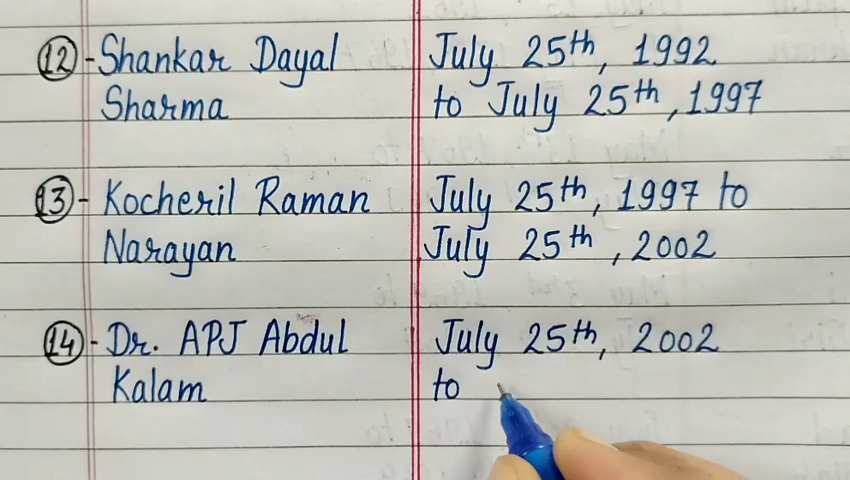 12 - Shankar Dayal July 25th, 1992
Sharma to July 25th, 1997
13 - Kocheril Raman July 25th, 1997 to
Narayan July 25th, 2002
14 - Dr. APJ Abdul July 25th, 2002
Kalam to